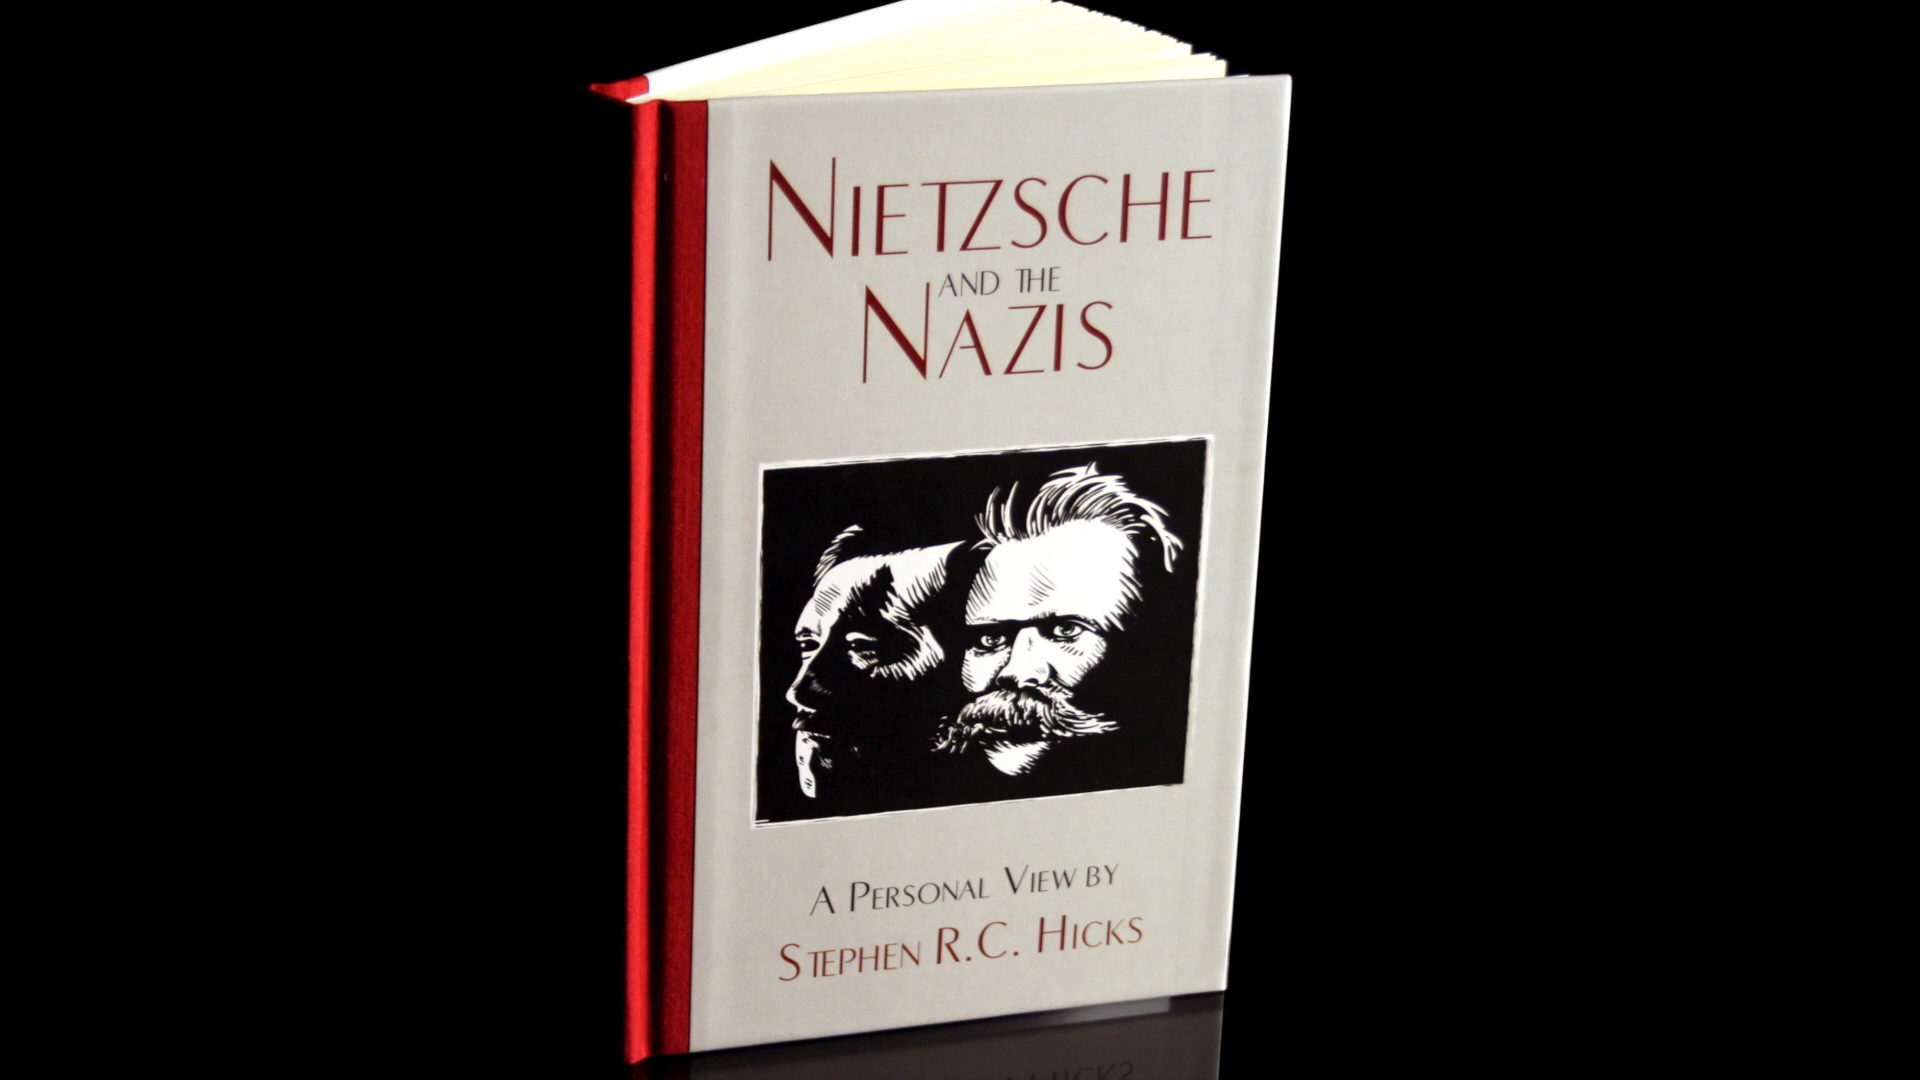 NIETZSCHE
AND THE
NAZIS
A PERSONAL VIEW BY
STEPHEN R.C. HICKS